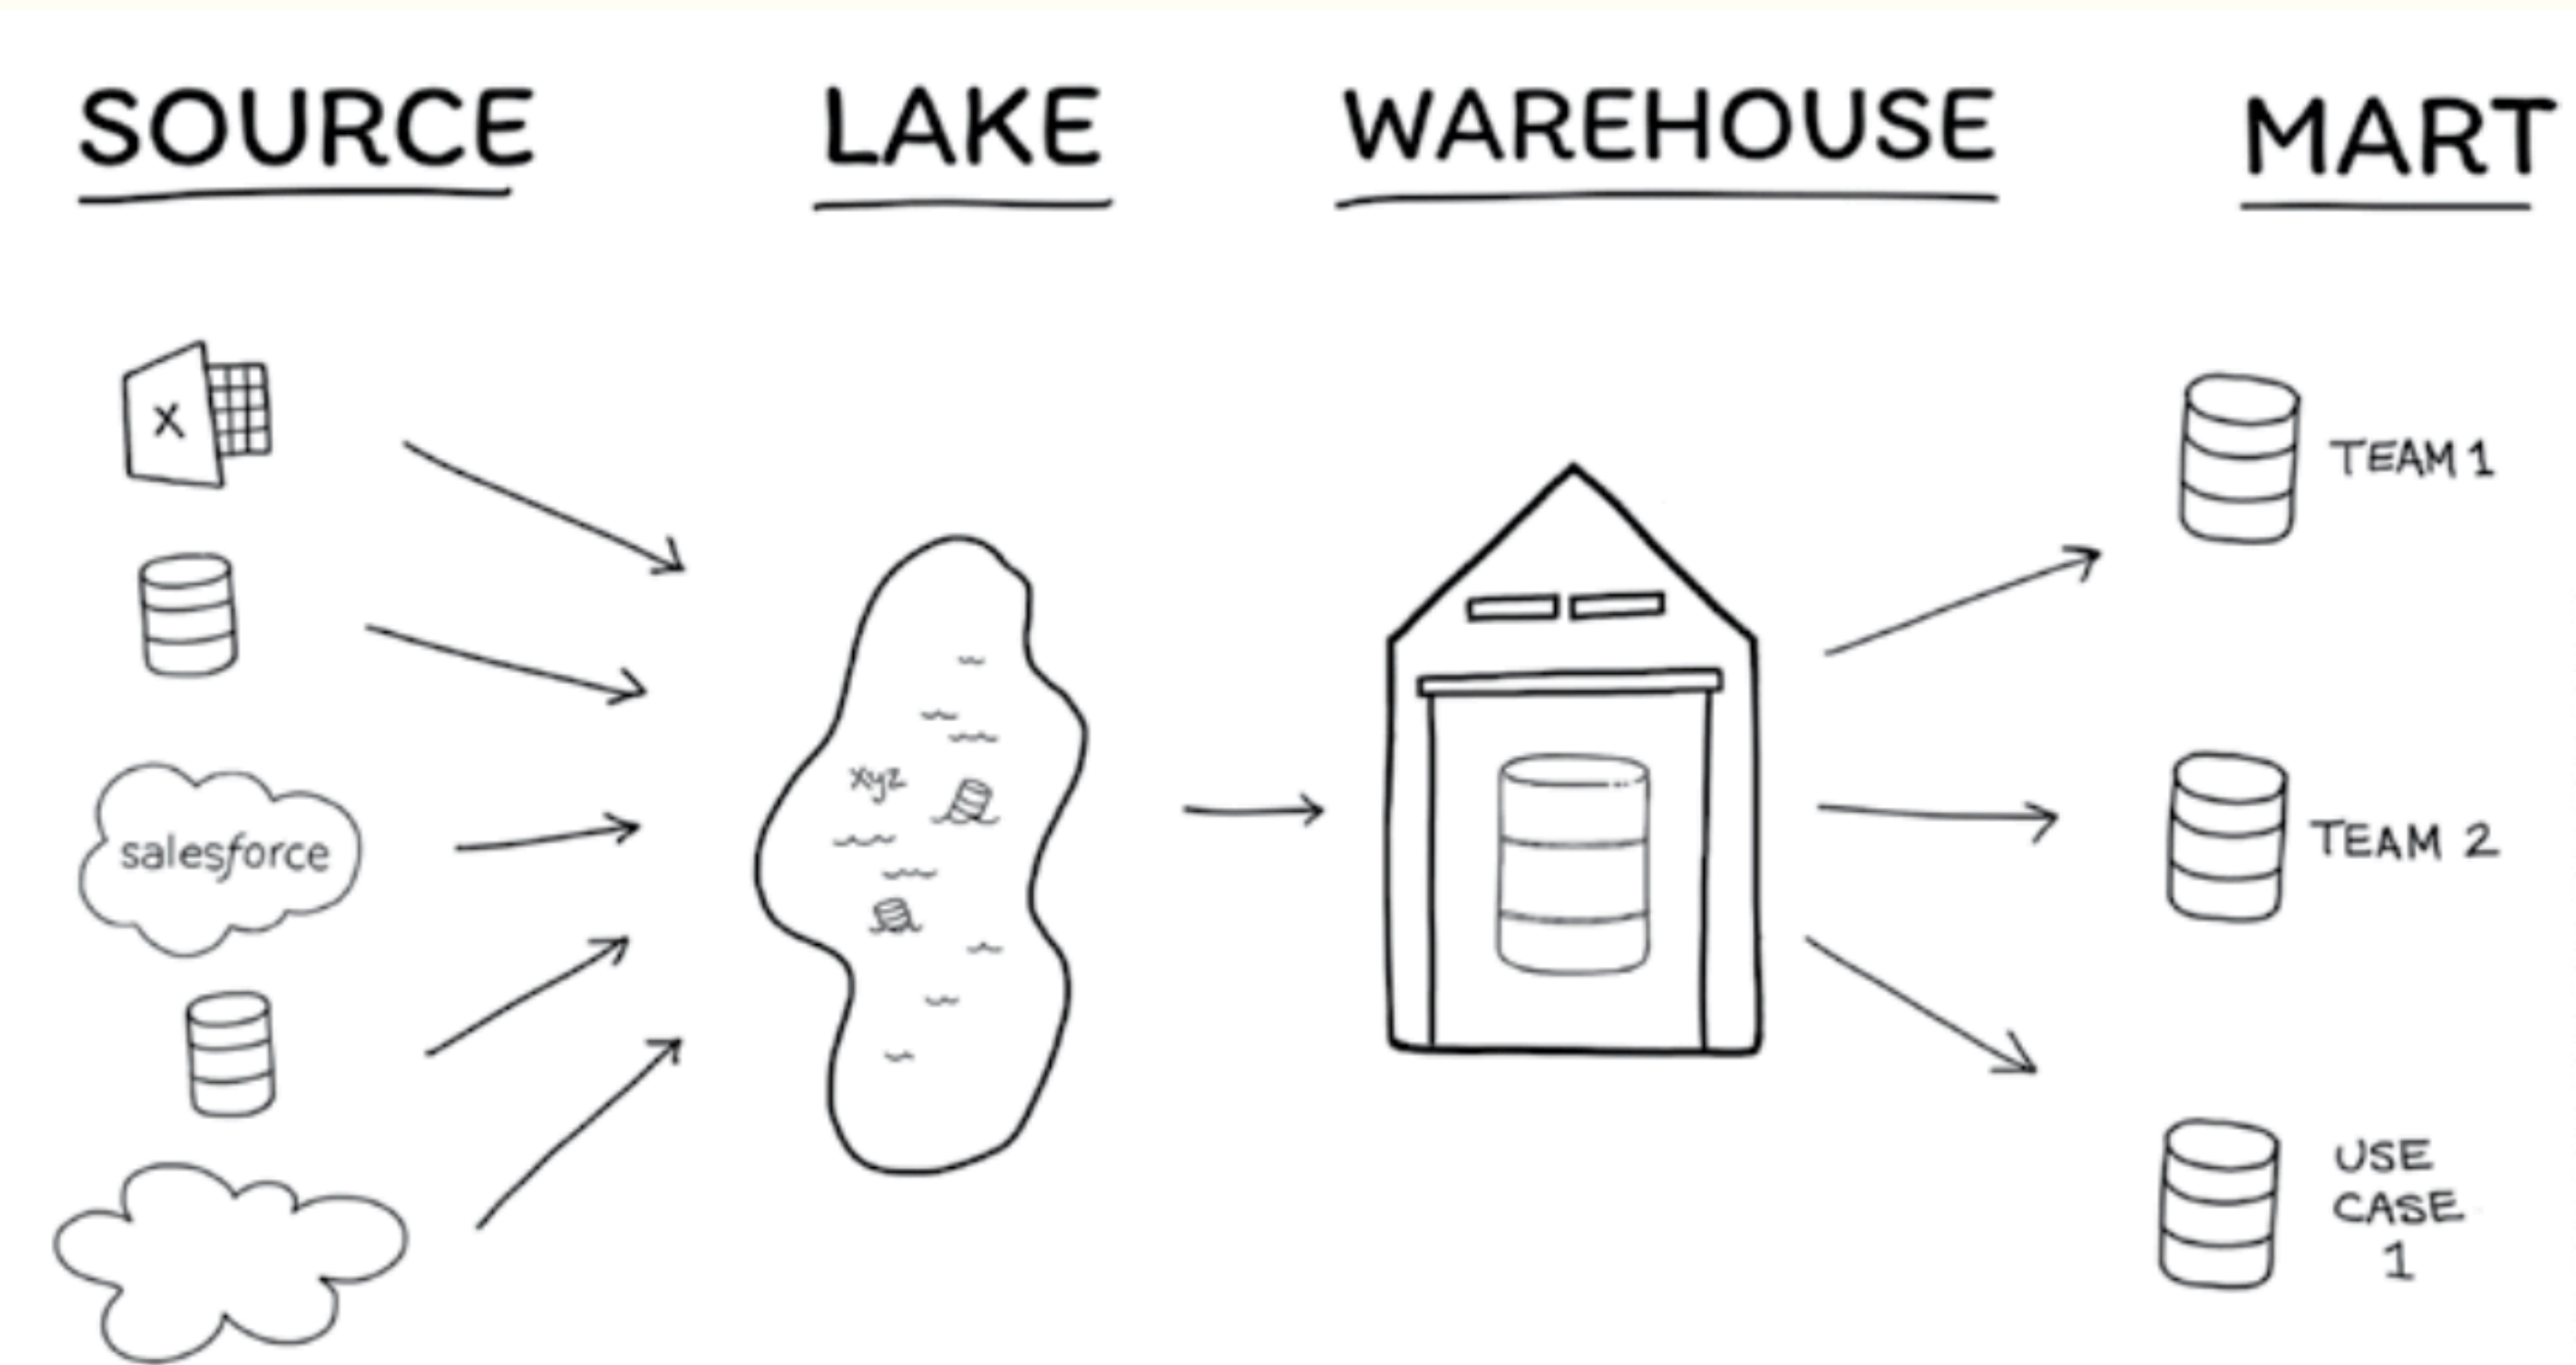 SOURCE
LAKE
WAREHOUSE
MART
X
salesforce
xyz
TEAM 1
TEAM 2
USE
CASE
1